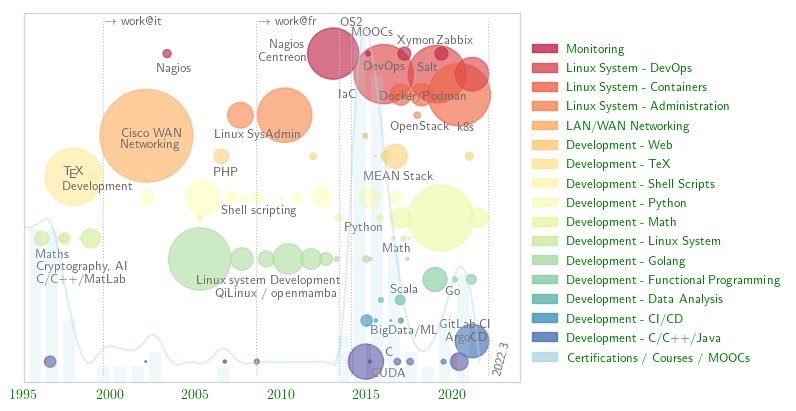 → work@it
→ work@fr
OS2
MOOCs
Nagios
Centreon
Xymon
Zabbix
Nagios
DevOps
Salt
IaC
Docker/Podman
Cisco WAN
Networking
Linux SysAdmin
OpenStack
k8s
TeX
Development
PHP
MEAN Stack
Shell scripting
Python
Maths
Cryptography, AI
C/C++/MatLab
Math
Linux system Development
QiLinux / openmamba
Scala
Go
BigData/ML
GitLab CI
ArgoCD
C
CUDA
2022.3
1995
2000
2005
2010
2015
2020
Monitoring
Linux System - DevOps
Linux System - Containers
Linux System - Administration
LAN/WAN Networking
Development - Web
Development - TeX
Development - Shell Scripts
Development - Python
Development - Math
Development - Linux System
Development - Golang
Development - Functional Programming
Development - Data Analysis
Development - CI/CD
Development - C/C++/Java
Certifications / Courses / MOOCs